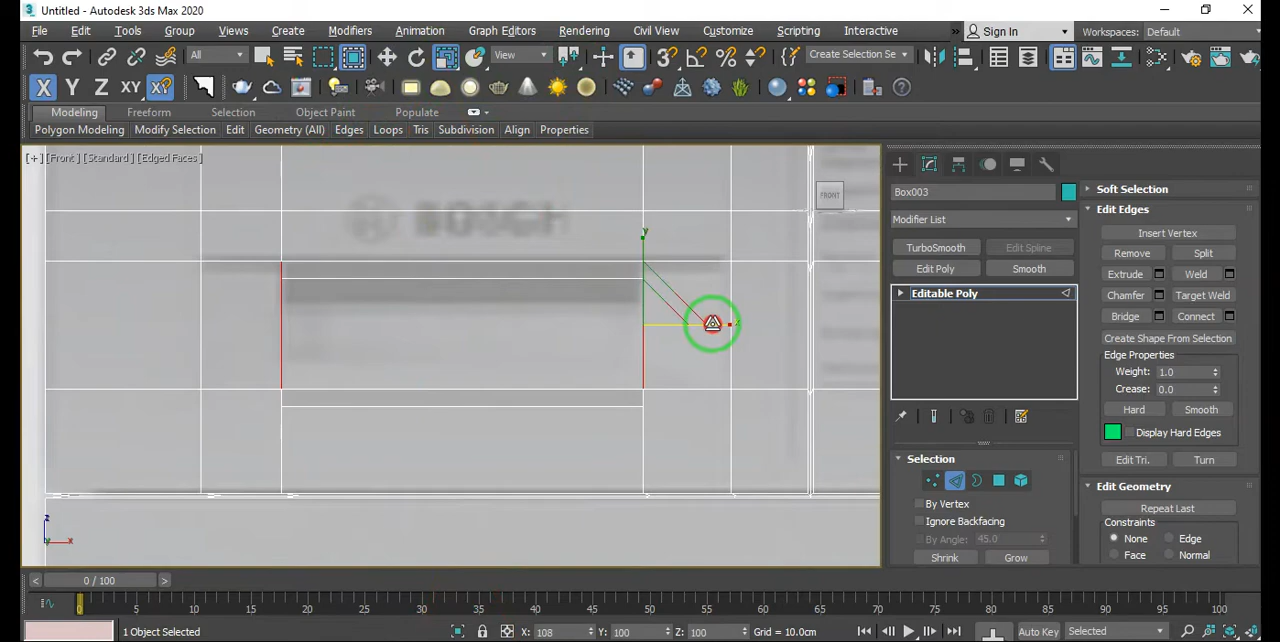 Untitled - Autodesk 3ds Max 2020
File Edit Tools Group Views Create Modifiers Animation Graph Editors Rendering Civil View Customize Scripting Interactive » Sign In Workspaces: Default
All View Create Selection Se
X Y Z XY
Modeling Freeform Selection Object Paint Populate
Polygon Modeling Modify Selection Edit Geometry (All) Edges Loops Tris Subdivision Align Properties
[+] [Front] [Standard] [Edged Faces]
FRONT
BOSCH
y
x
z
x
Box003
Modifier List
TurboSmooth Edit Spline
Edit Poly Smooth
Editable Poly
Selection
By Vertex
Ignore Backfacing
By Angle: 45.0
Shrink Grow
Soft Selection
Edit Edges
Insert Vertex
Remove Split
Extrude Weld
Chamfer Target Weld
Bridge Connect
Create Shape From Selection
Edge Properties
Weight: 1.0
Crease: 0.0
Hard Smooth
Display Hard Edges
Edit Tri. Turn
Edit Geometry
Repeat Last
Constraints
None Edge
Face Normal
< 0 / 100 >
0 5 10 15 20 25 30 35 40 45 50 55 60 65 70 75 80 85 90 95 100
1 Object Selected X: 108 Y: 100 Z: 100 Grid = 10.0cm Auto Key Selected